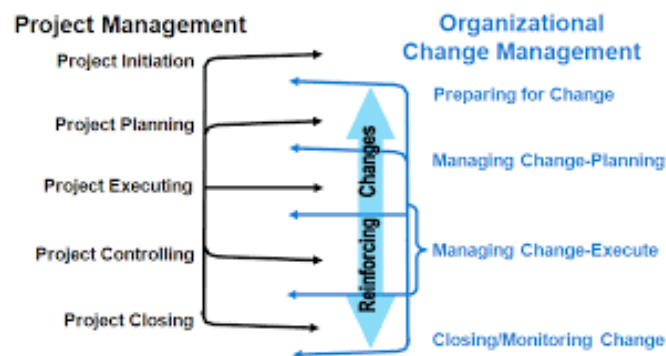 Project Management
Organizational
Change Management
Project Initiation
Preparing for Change
Project Planning
Managing Change-Planning
Project Executing
Reinforcing Changes
Project Controlling
Managing Change-Execute
Project Closing
Closing/Monitoring Change